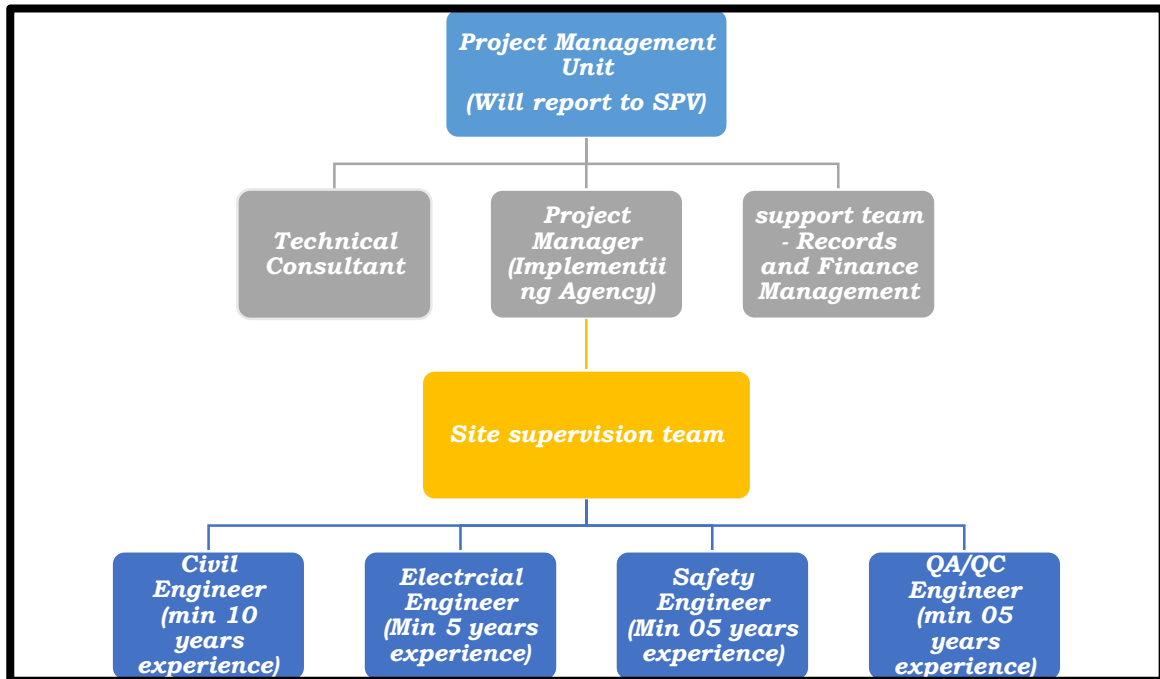 Project Management
Unit
(Will report to SPV)
Technical
Consultant
Project
Manager
(Implementii
ng Agency)
support team
- Records
and Finance
Management
Site supervision team
Civil
Engineer
(min 10
years
experience)
Electrcial
Engineer
(Min 5 years
experience)
Safety
Engineer
(Min 05 years
experience)
QA/QC
Engineer
(min 05
years
experience)